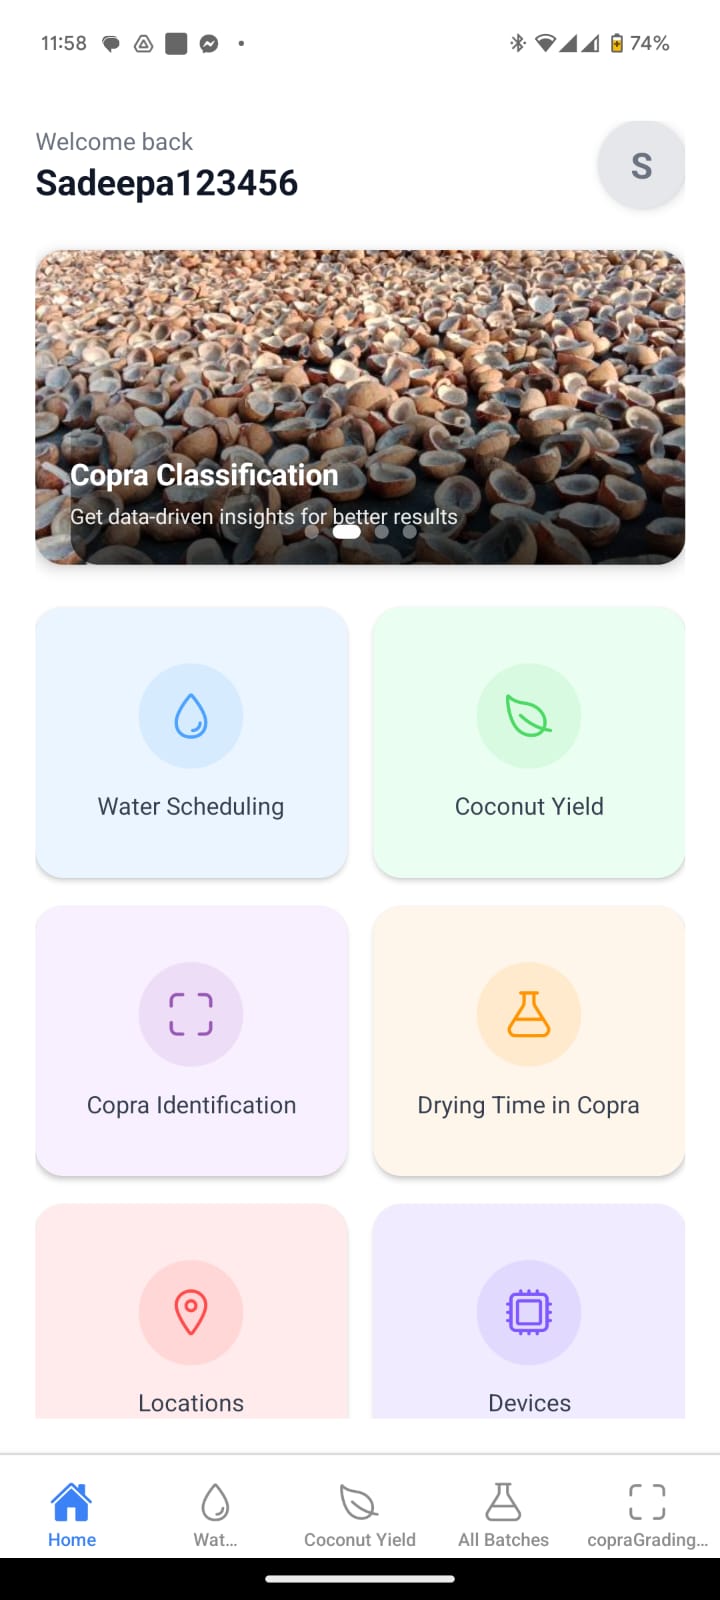 11:58
74%
Welcome back
Sadeepa123456
S
Copra Classification
Get data-driven insights for better results
Water Scheduling
Coconut Yield
Copra Identification
Drying Time in Copra
Locations
Devices
Home
Wat...
Coconut Yield
All Batches
copraGrading...